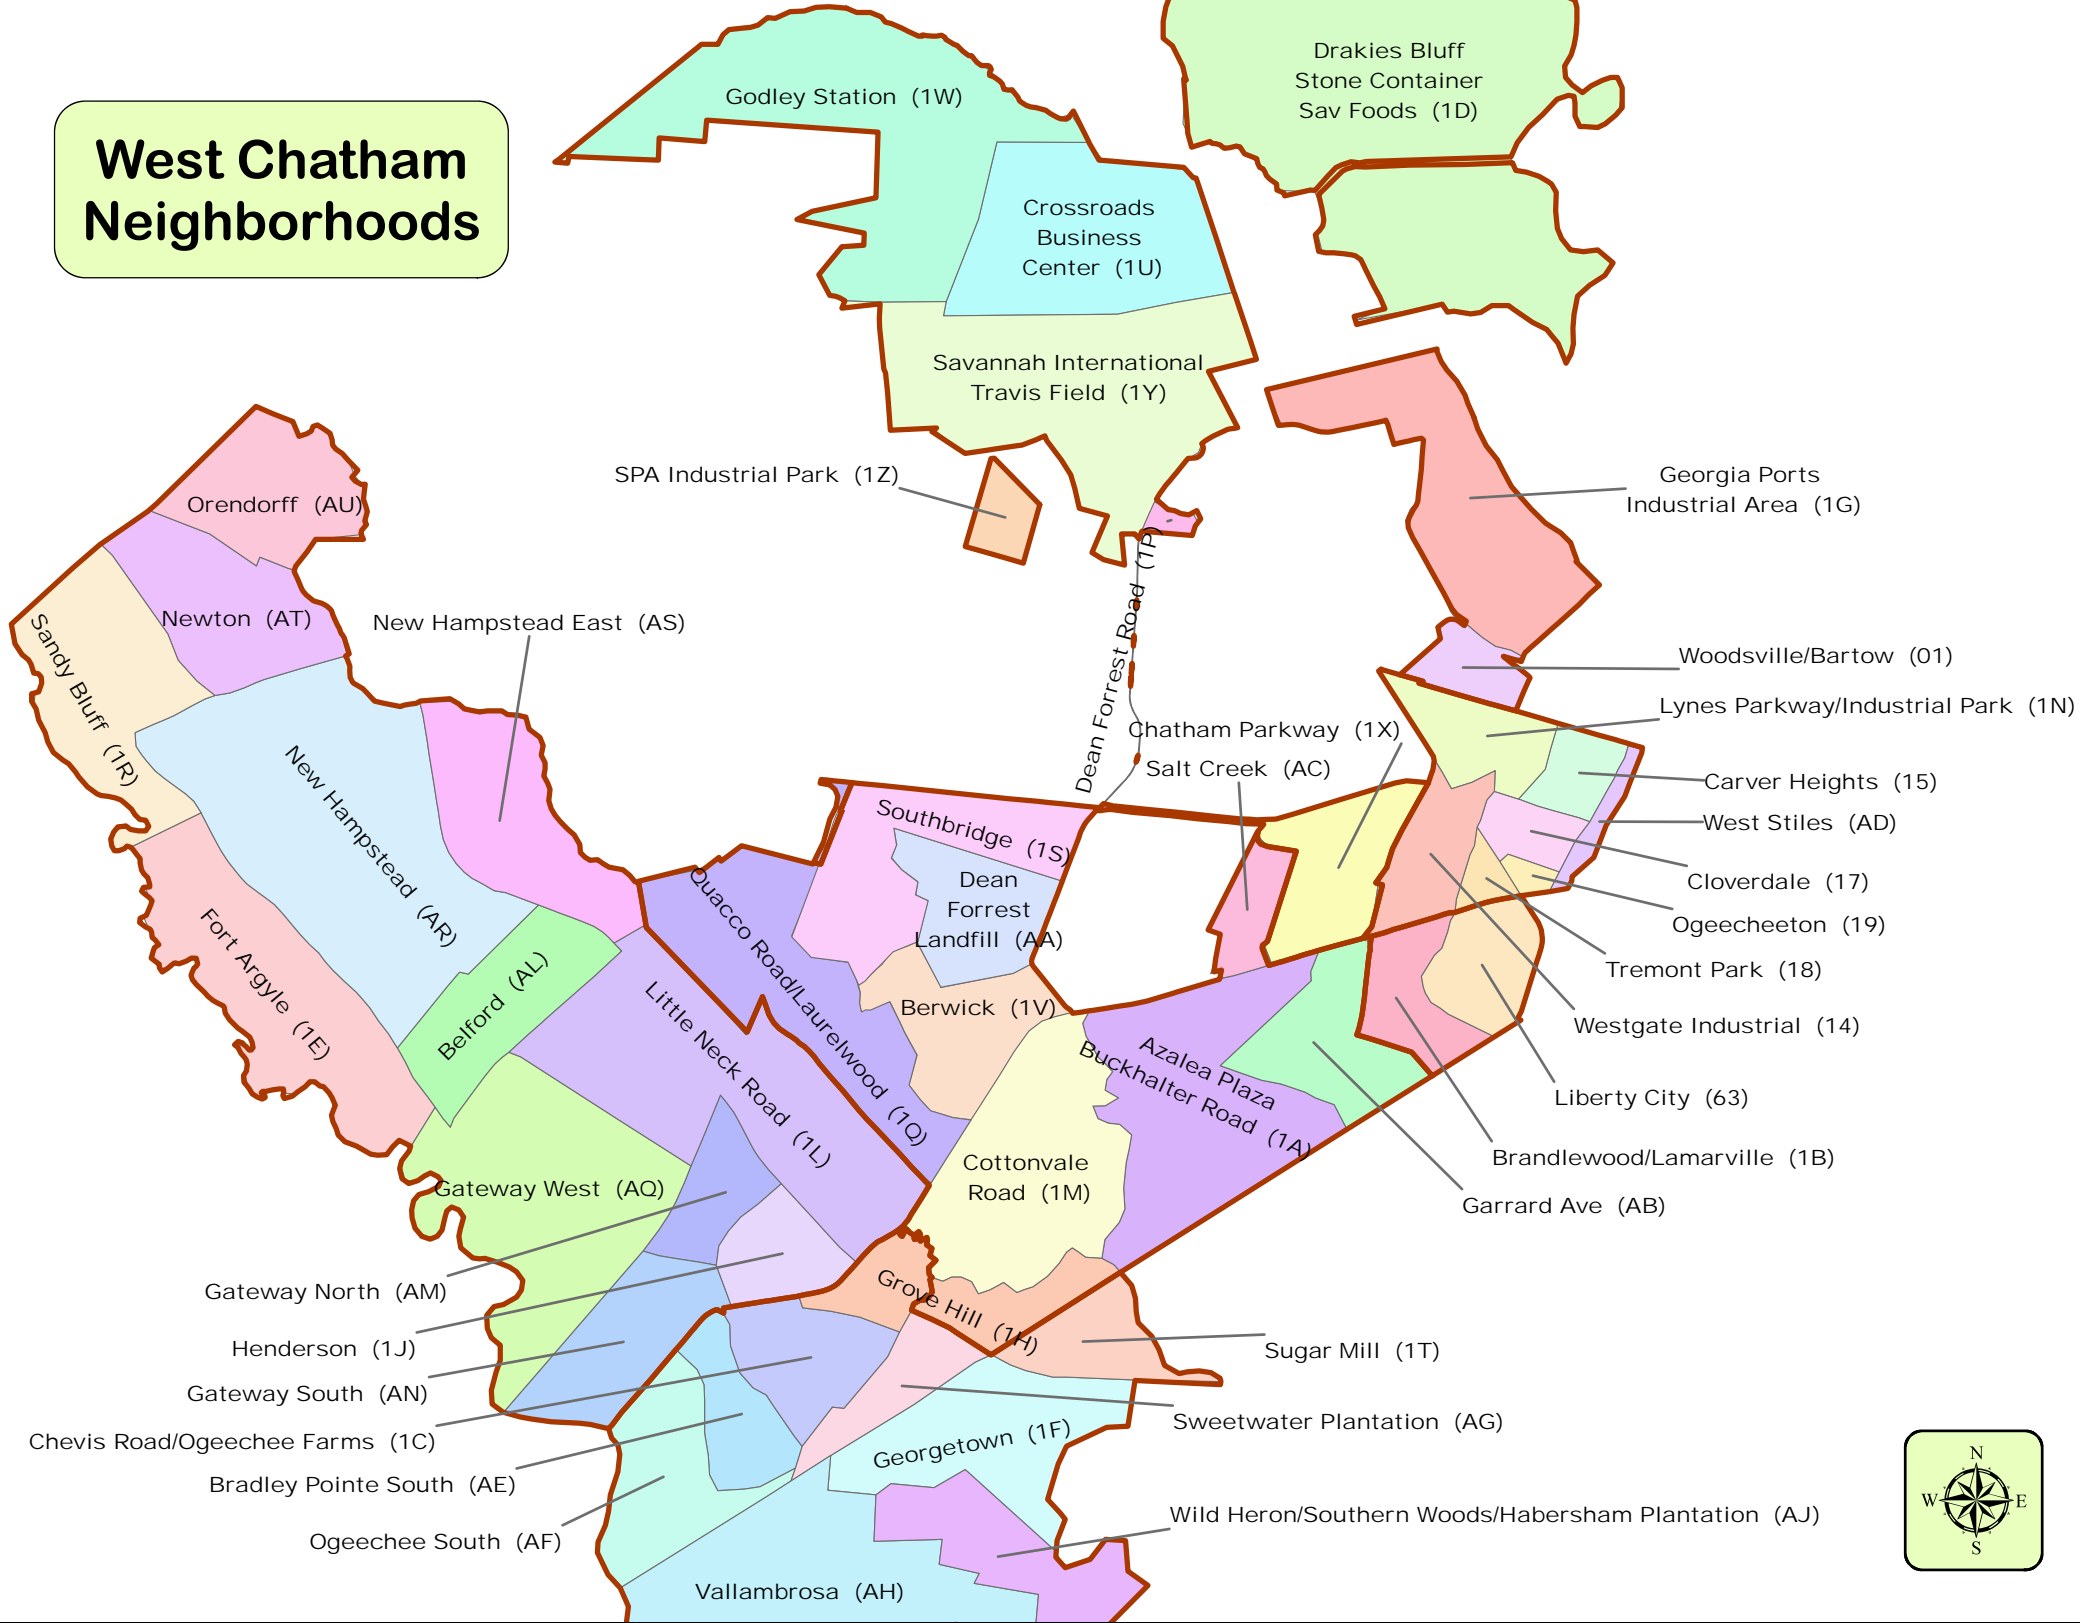 West Chatham
Neighborhoods
Godley Station (1W)
Drakies Bluff
Stone Container
Sav Foods (1D)
Crossroads
Business
Center (1U)
Savannah International
Travis Field (1Y)
SPA Industrial Park (1Z)
Georgia Ports
Industrial Area (1G)
Orendorff (AU)
Newton (AT)
New Hampstead East (AS)
Sandy Bluff (1R)
Dean Forrest Road (1P)
Woodsville/Bartow (01)
Lynes Parkway/Industrial Park (1N)
Chatham Parkway (1X)
Salt Creek (AC)
Carver Heights (15)
West Stiles (AD)
New Hampstead (AR)
Southbridge (1S)
Dean
Forrest
Landfill (AA)
Cloverdale (17)
Ogeecheeton (19)
Tremont Park (18)
Westgate Industrial (14)
Fort Argyle (1E)
Belford (AL)
Little Neck Road (1L)
Quacco Road/Laurelwood (1Q)
Berwick (1V)
Azalea Plaza
Buckhalter Road (1A)
Liberty City (63)
Brandlewood/Lamarville (1B)
Garrard Ave (AB)
Cottonvale
Road (1M)
Gateway West (AQ)
Gateway North (AM)
Henderson (1J)
Gateway South (AN)
Grove Hill (1H)
Sugar Mill (1T)
Chevis Road/Ogeechee Farms (1C)
Sweetwater Plantation (AG)
Georgetown (1F)
Bradley Pointe South (AE)
Ogeechee South (AF)
Wild Heron/Southern Woods/Habersham Plantation (AJ)
Vallambrosa (AH)
N
W E
S